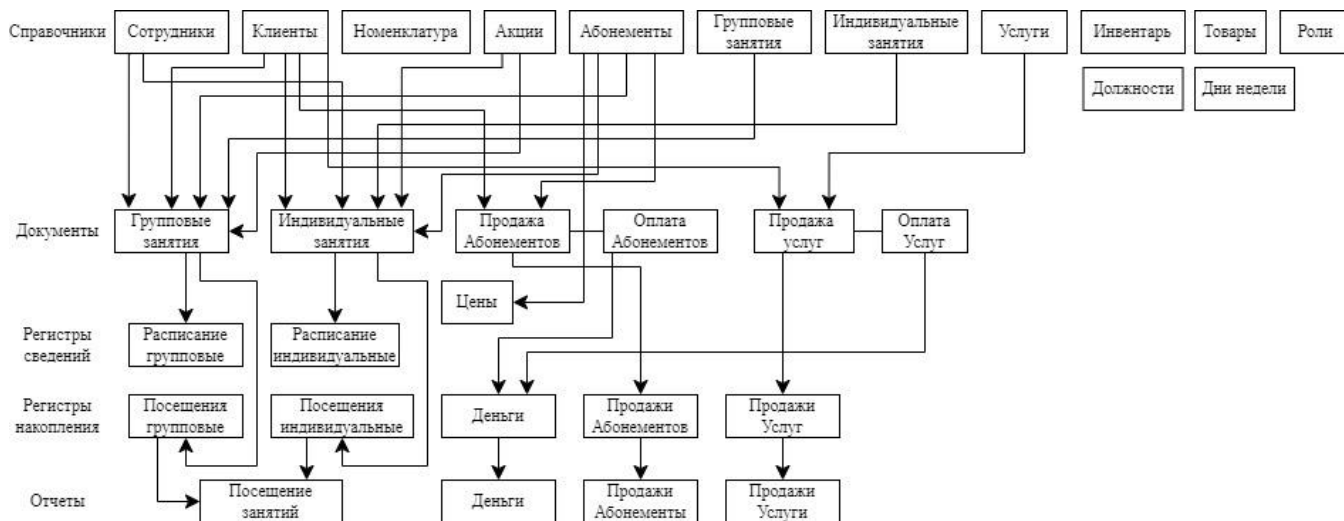 Справочники
Сотрудники
Клиенты
Номенклатура
Акции
Абонементы
Групповые
занятия
Индивидуальные
занятия
Услуги
Инвентарь
Товары
Роли
Должности
Дни недели
Документы
Групповые
занятия
Индивидуальные
занятия
Продажа
Абонементов
Оплата
Абонементов
Продажа
услуг
Оплата
Услуг
Цены
Регистры
сведений
Расписание
групповые
Расписание
индивидуальные
Регистры
накопления
Посещения
групповые
Посещения
индивидуальные
Деньги
Продажи
Абонементов
Продажи
Услуг
Отчеты
Посещение
занятий
Деньги
Продажи
Абонементы
Продажи
Услуги